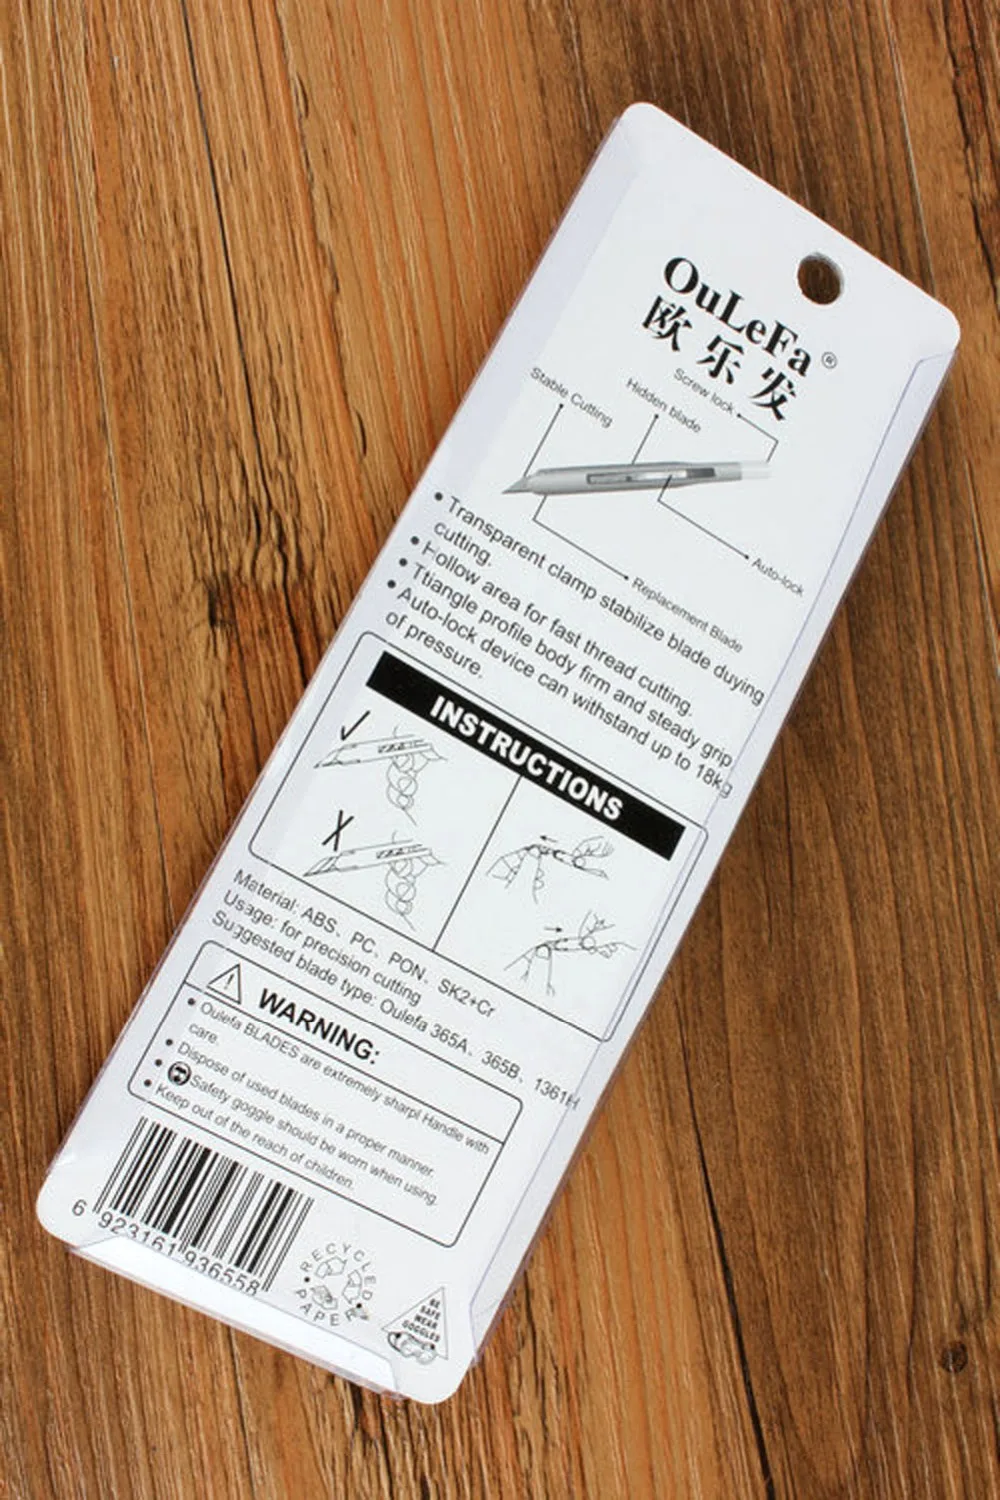 OuLeFa®
欧乐发
Screw lock
Hidden blade
Stable Cutting
Auto-lock
Replacement Blade
• Transparent clamp stabilize blade duying
cutting.
• Hollow area for fast thread cutting.
• Ttiangle profile body firm and steady grip
• Auto-lock device can withstand up to 18kg
of pressure.
INSTRUCTIONS
Material: ABS、PC、PON、SK2+Cr
Usage: for precision cutting
Suggested blade type: Oulefa 365A、365B、1361H
WARNING:
• Oulefa BLADES are extremely sharpl Handle with
care.
• Dispose of used blades in a proper manner.
• Safety goggle should be worn when using.
• Keep out of the reach of children.
6 923161 936558
RECYCLED PAPER
BE
SAFE
WEAR
GOGGLES